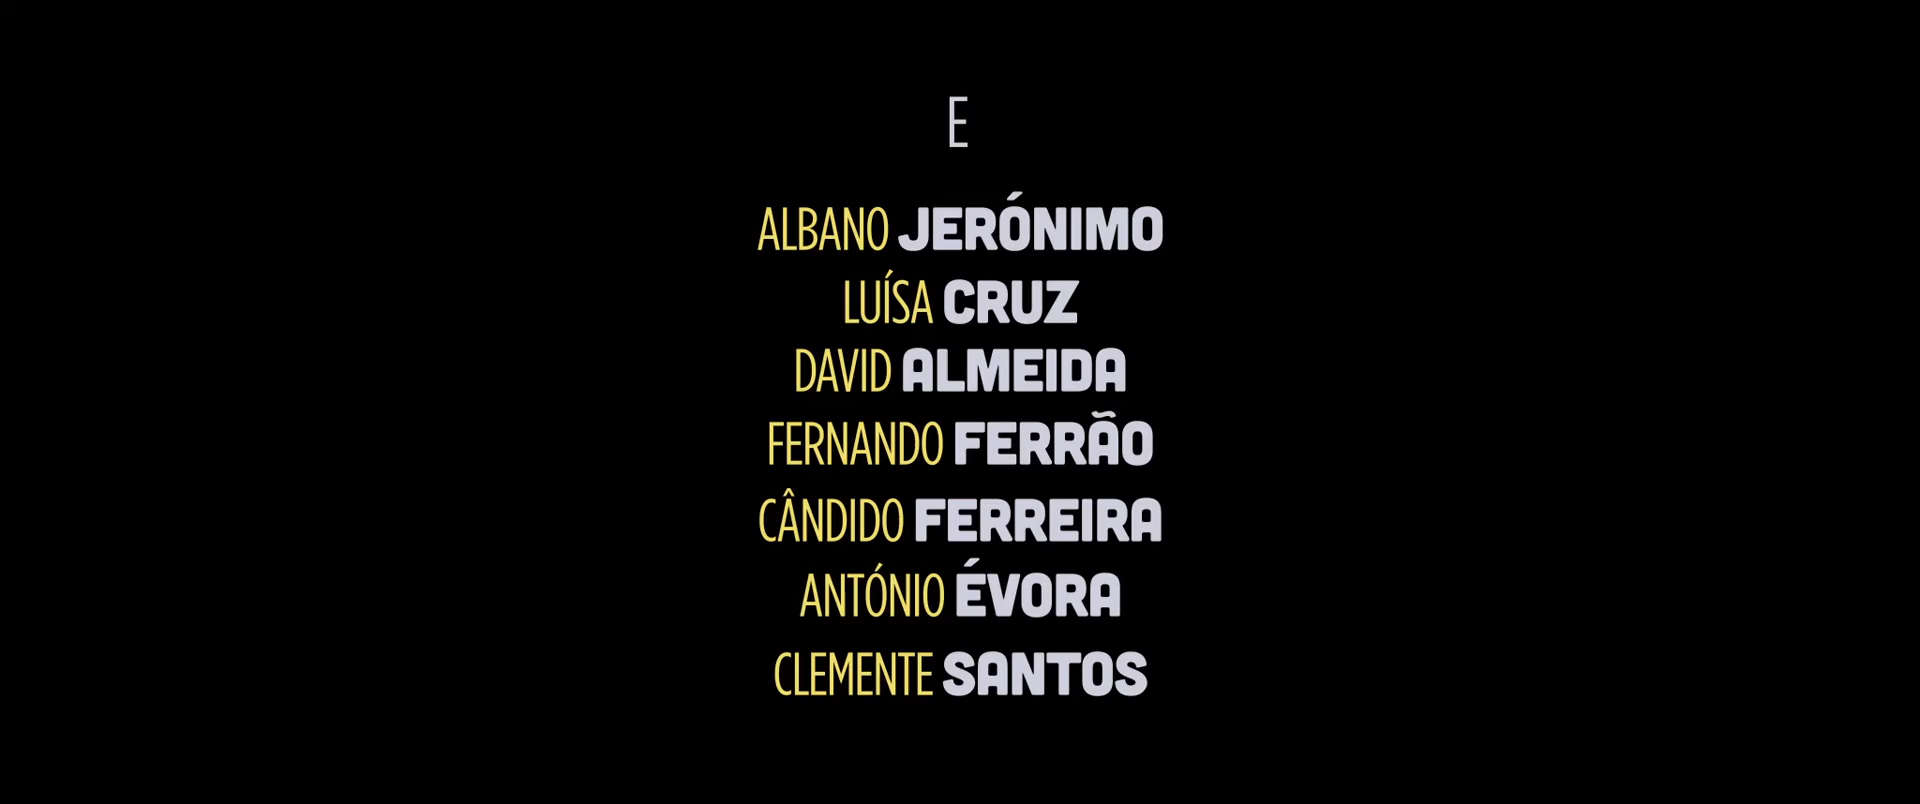 E
ALBANO JERÓNIMO
LUÍSA CRUZ
DAVID ALMEIDA
FERNANDO FERRÃO
CÂNDIDO FERREIRA
ANTÓNIO ÉVORA
CLEMENTE SANTOS